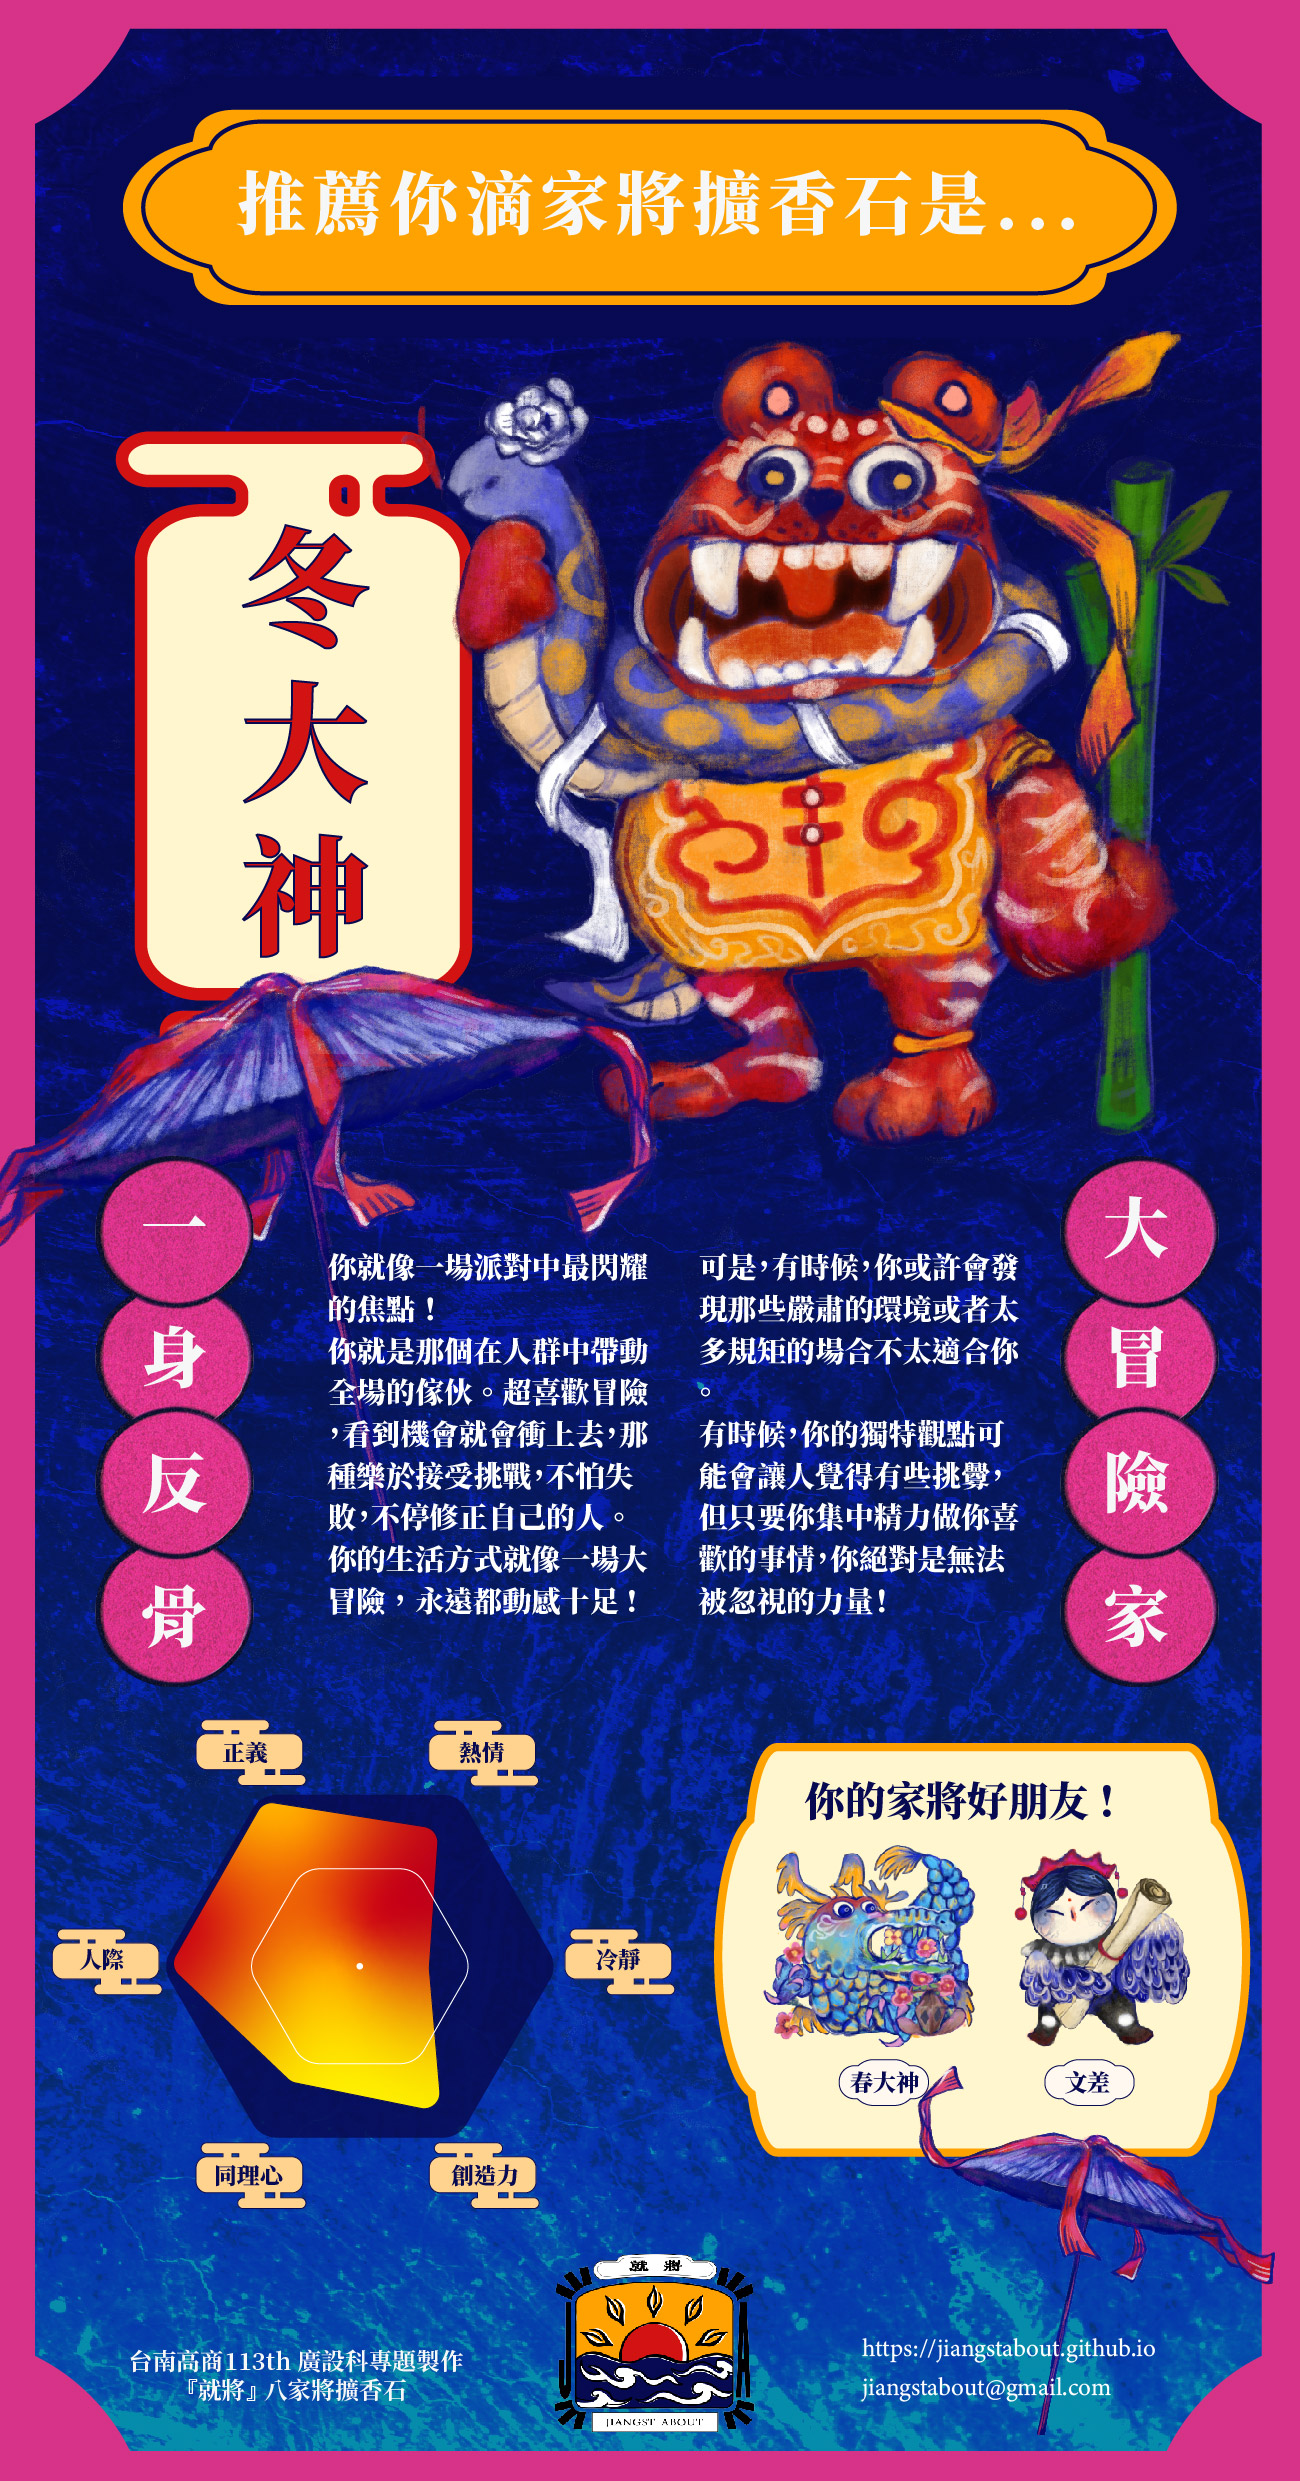 推薦你滴家將擴香石是...
冬大神
一身反骨
大冒險家
你就像一場派對中最閃耀
的焦點！
你就是那個在人群中帶動
全場的傢伙。超喜歡冒險
,看到機會就會衝上去,那
種樂於接受挑戰,不怕失
敗,不停修正自己的人。
你的生活方式就像一場大
冒險，永遠都動感十足！
可是,有時候,你或許會發
現那些嚴肅的環境或者太
多規矩的場合不太適合你
。
有時候,你的獨特觀點可
能會讓人覺得有些挑釁,
但只要你集中精力做你喜
歡的事情,你絕對是無法
被忽視的力量！
正義
熱情
人際
冷靜
同理心
創造力
你的家將好朋友！
春大神
文差
台南高商113th 廣設科專題製作
『就將』八家將擴香石
就 將
JIANGST ABOUT
https://jiangstabout.github.io
jiangstabout@gmail.com